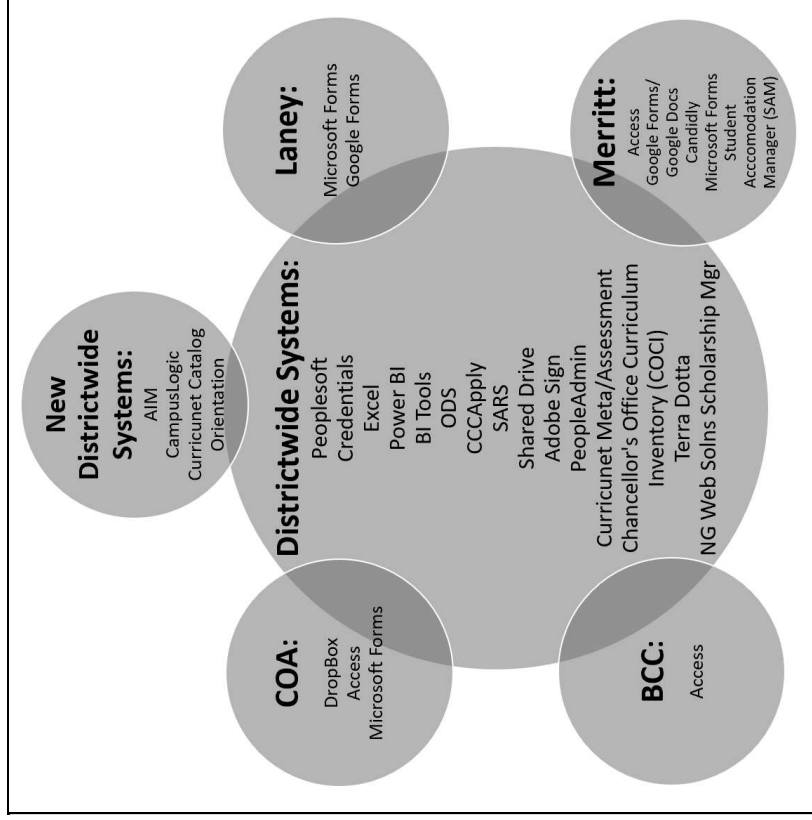 New
Districtwide
Systems:
AIM
CampusLogic
Curricunet Catalog
Orientation
COA:
DropBox
Access
Microsoft Forms
Districtwide Systems:
Peoplesoft
Credentials
Excel
Power BI
BI Tools
ODS
CCCApply
SARS
Shared Drive
Adobe Sign
PeopleAdmin
Curricunet Meta/Assessment
Chancellor's Office Curriculum
Inventory (COCI)
Terra Dotta
NG Web Solns Scholarship Mgr
Laney:
Microsoft Forms
Google Forms
BCC:
Access
Merritt:
Access
Google Forms/
Google Docs
Candidly
Microsoft Forms
Student
Acccomodation
Manager (SAM)